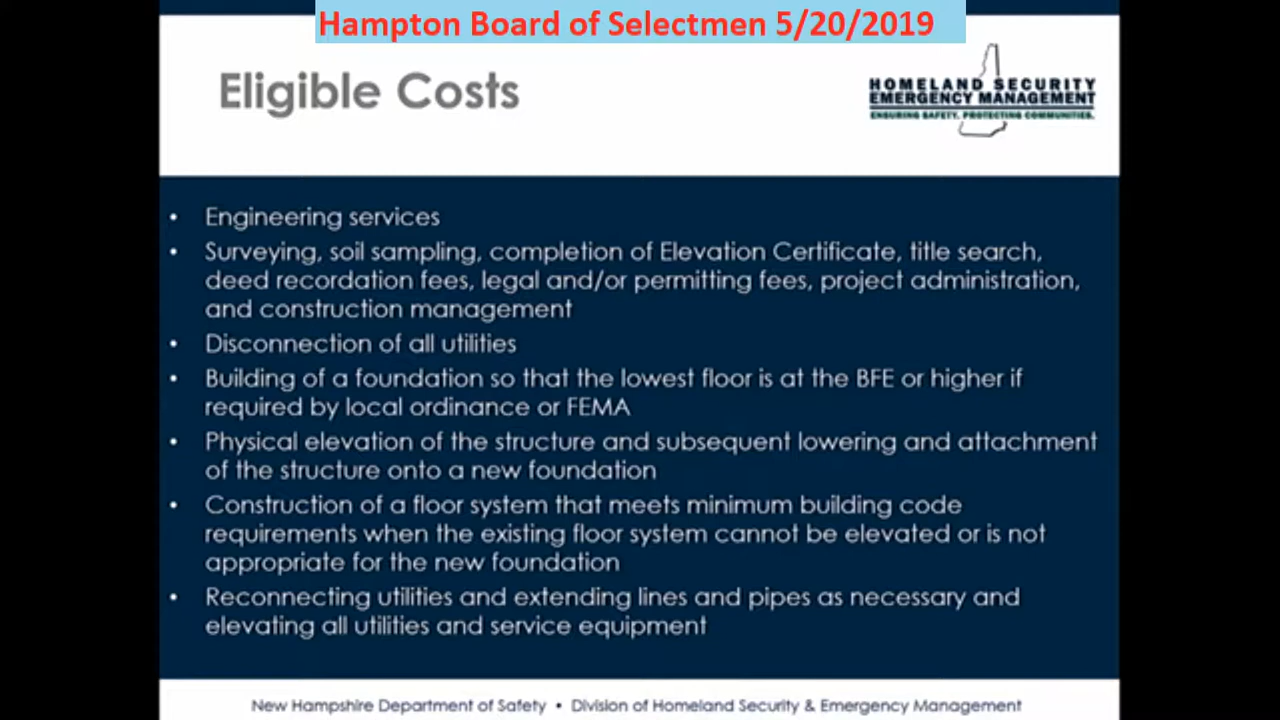 Hampton Board of Selectmen 5/20/2019
Eligible Costs
HOMELAND SECURITY
EMERGENCY MANAGEMENT
ENSURING SAFETY. PROTECTING COMMUNITIES.
• Engineering services
• Surveying, soil sampling, completion of Elevation Certificate, title search,
deed recordation fees, legal and/or permitting fees, project administration,
and construction management
• Disconnection of all utilities
• Building of a foundation so that the lowest floor is at the BFE or higher if
required by local ordinance or FEMA
• Physical elevation of the structure and subsequent lowering and attachment
of the structure onto a new foundation
• Construction of a floor system that meets minimum building code
requirements when the existing floor system cannot be elevated or is not
appropriate for the new foundation
• Reconnecting utilities and extending lines and pipes as necessary and
elevating all utilities and service equipment
New Hampshire Department of Safety • Division of Homeland Security & Emergency Management